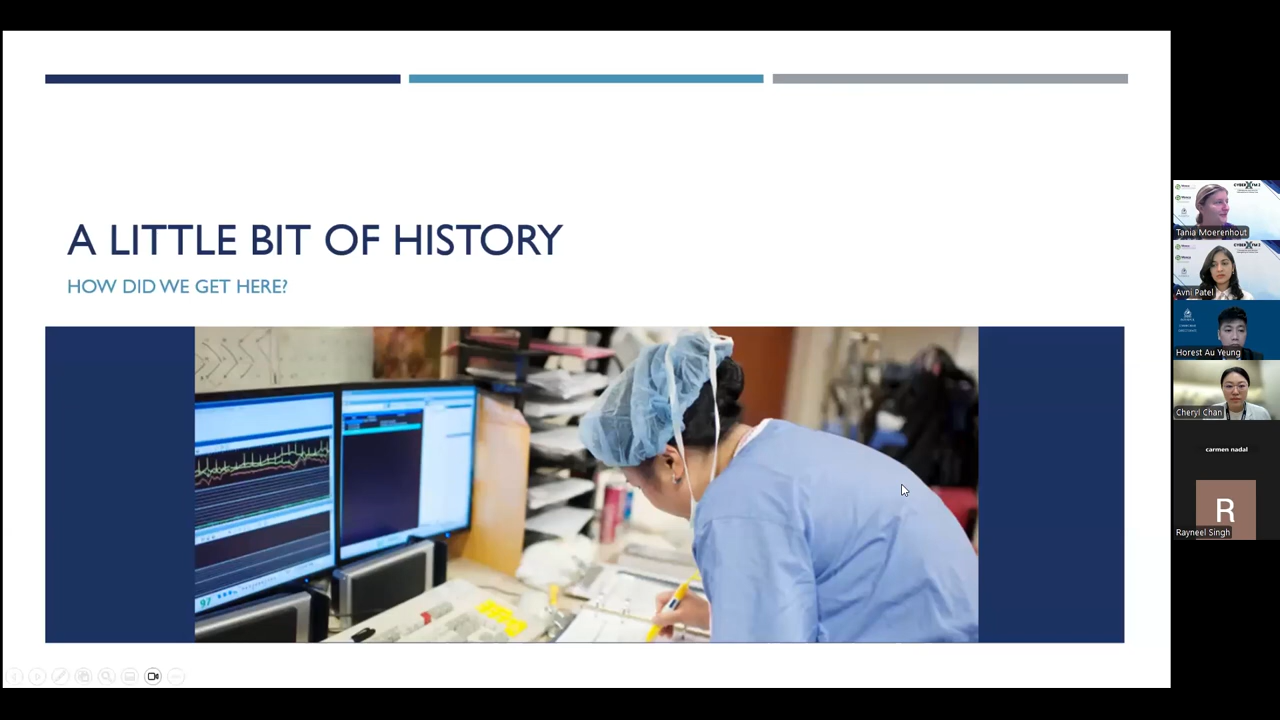 A LITTLE BIT OF HISTORY
HOW DID WE GET HERE?
97
Tania Moerenhout
Avni Patel
Horest Au Yeung
Cheryl Chan
carmen nadal
R
Rayneel Singh